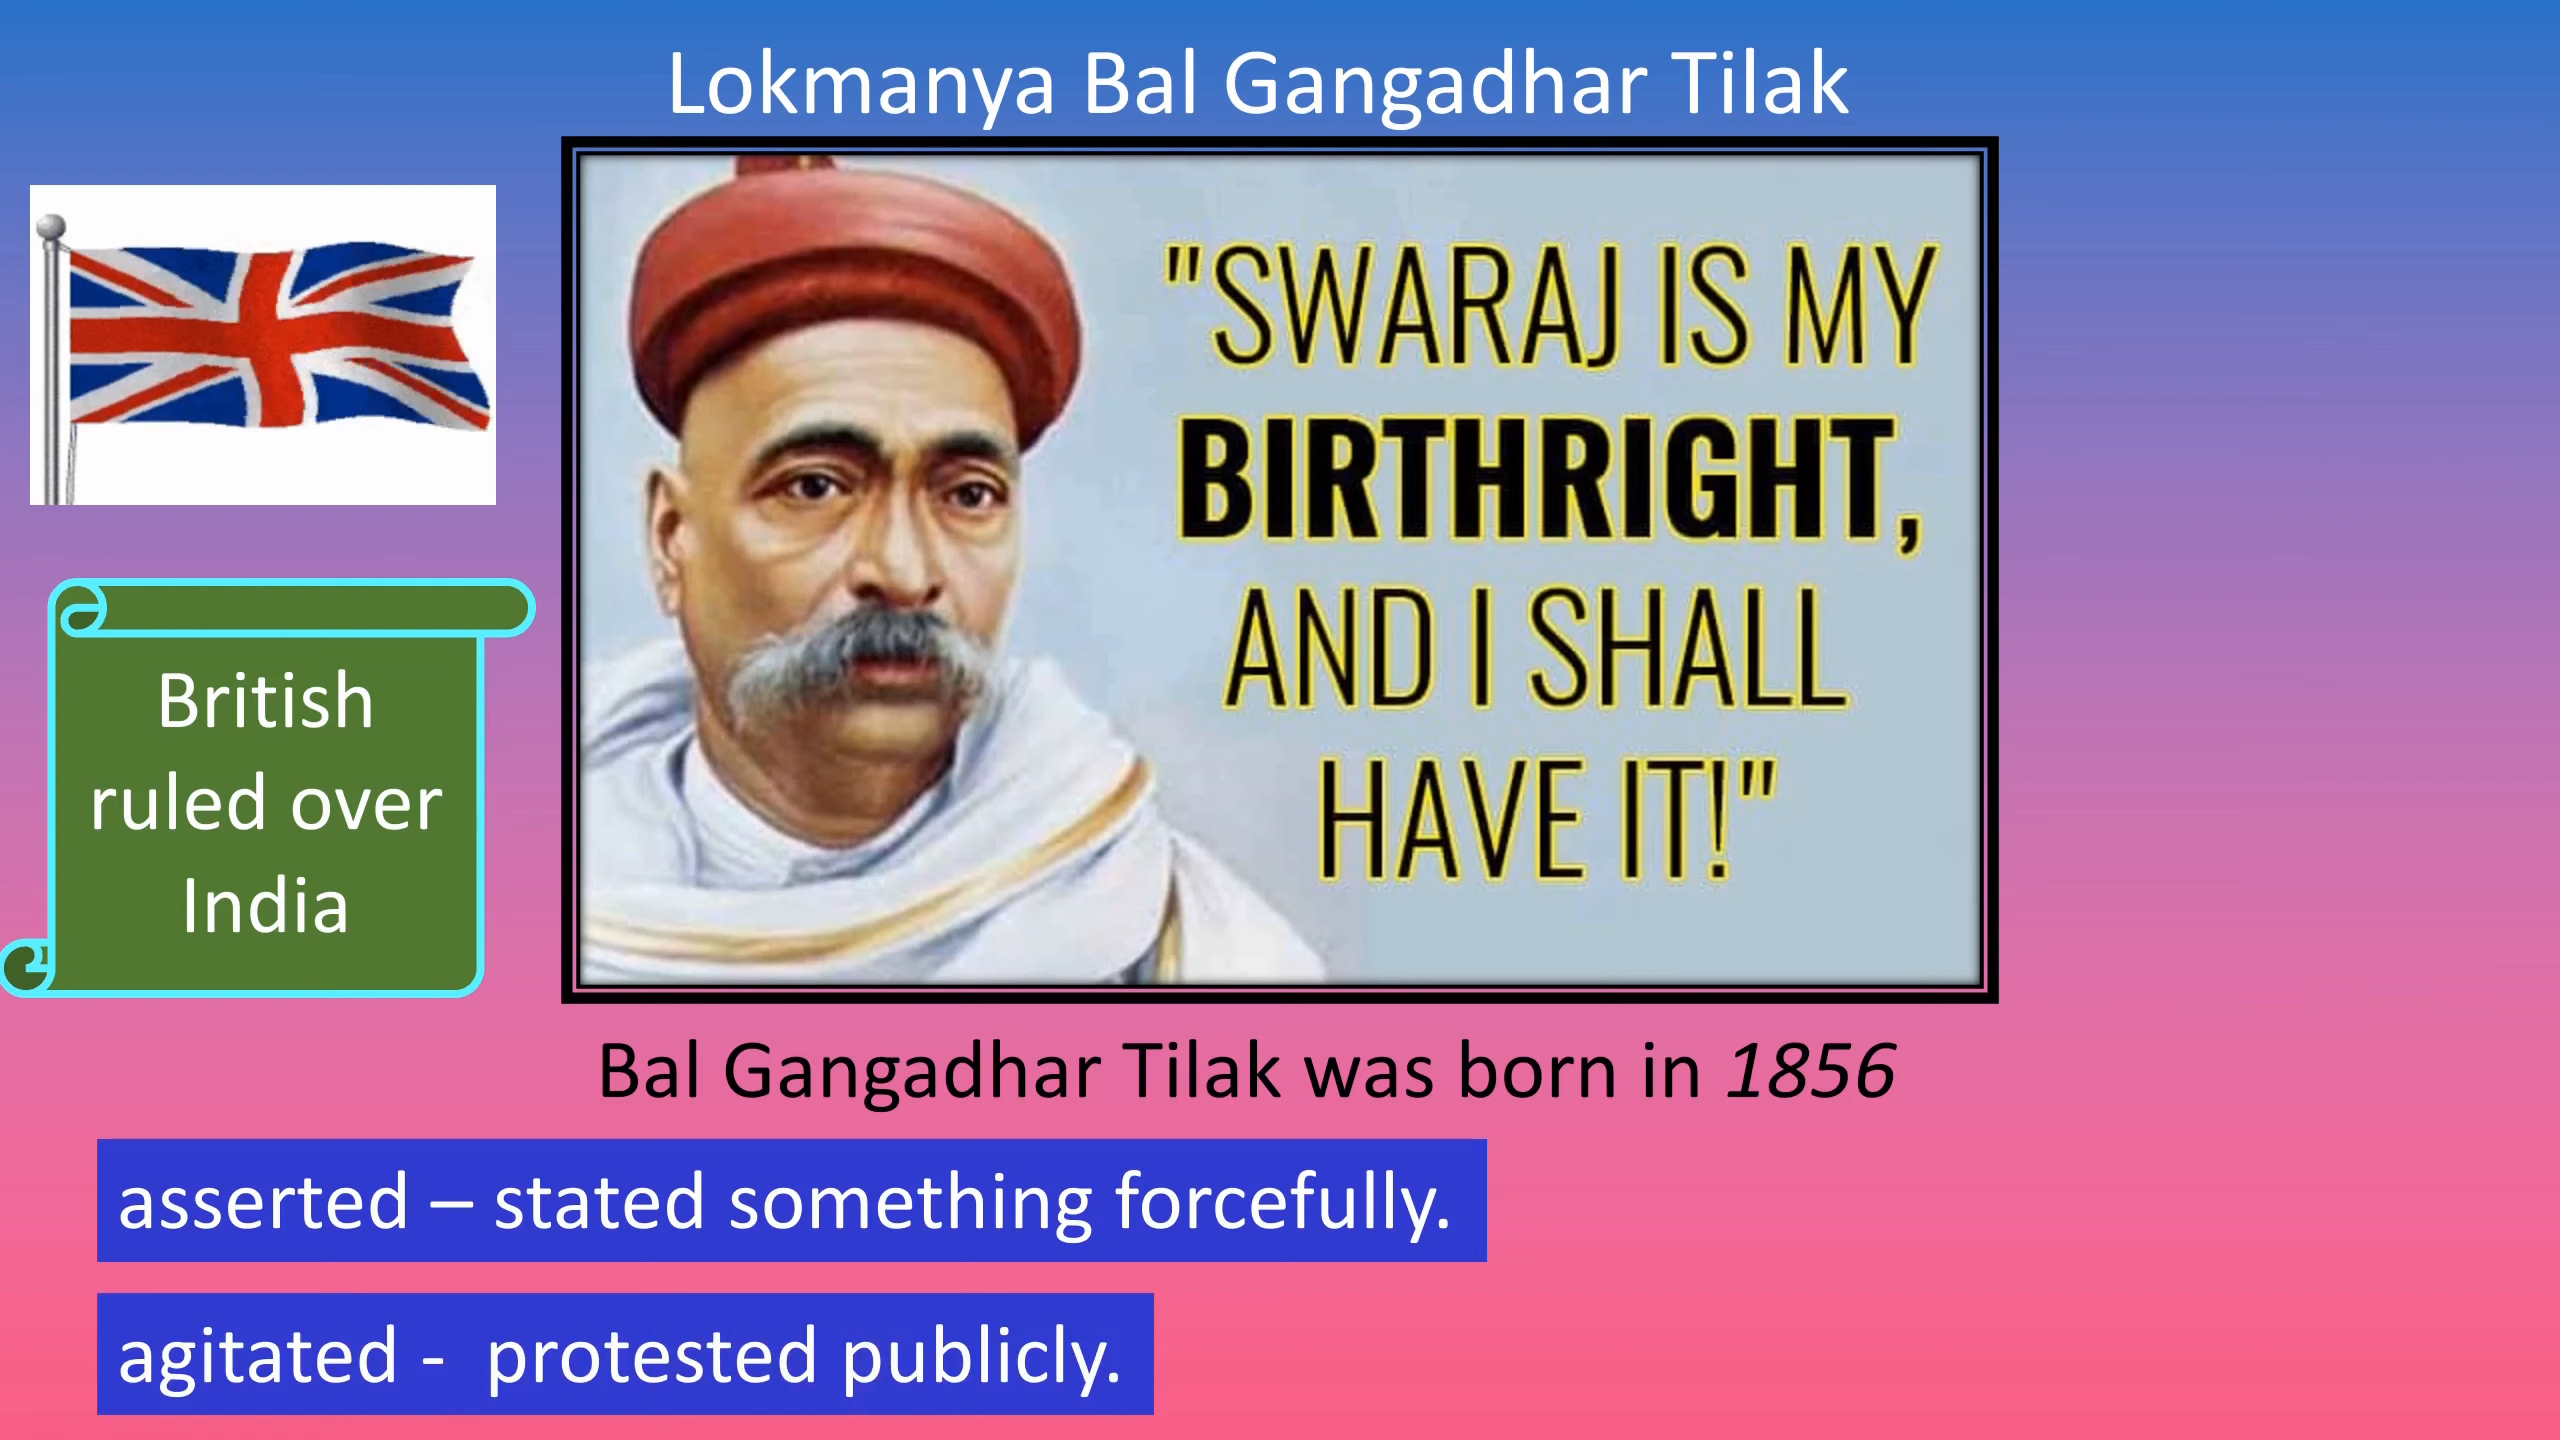 Lokmanya Bal Gangadhar Tilak
"SWARAJ IS MY
BIRTHRIGHT,
AND I SHALL
HAVE IT!"
British
ruled over
India
Bal Gangadhar Tilak was born in 1856
asserted – stated something forcefully.
agitated -  protested publicly.